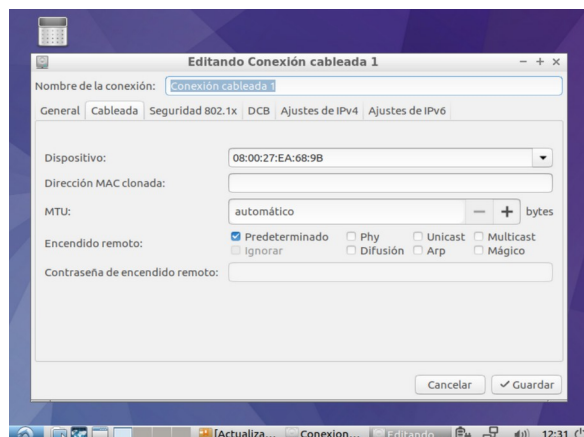 Editando Conexión cableada 1
Nombre de la conexión: Conexión cableada 1
General Cableada Seguridad 802.1x DCB Ajustes de IPv4 Ajustes de IPv6
Dispositivo: 08:00:27:EA:68:9B
Dirección MAC clonada:
MTU: automático bytes
Encendido remoto: Predeterminado Phy Unicast Multicast
Ignorar Difusión Arp Mágico
Contraseña de encendido remoto:
Cancelar Guardar
[Actualiza... Conexion... Editando... 12:31